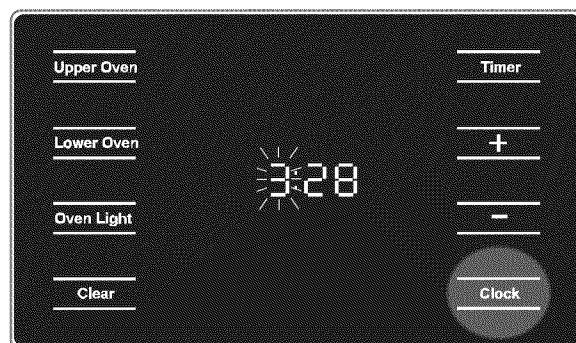 Upper Oven
Timer
Lower Oven
+
3:28
Oven Light
-
Clear
Clock